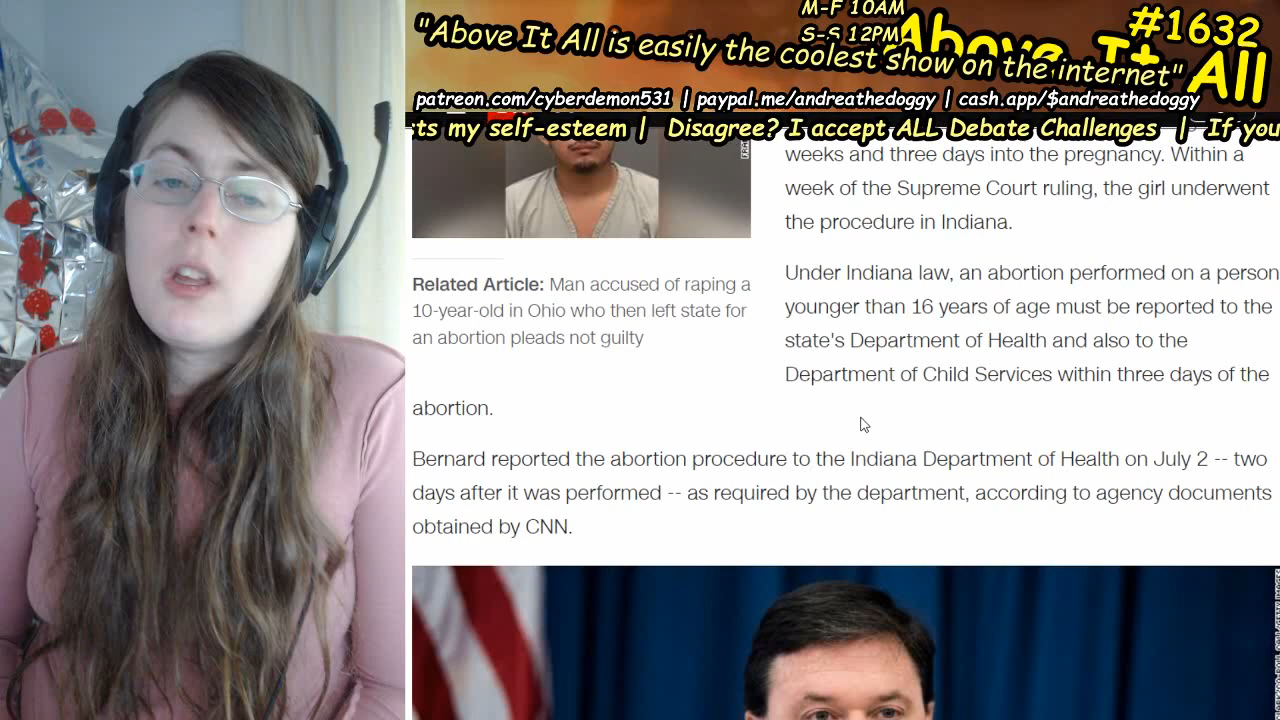 M-F 10AM
S-S 12PM
#1632
Above It All
"Above It All is easily the coolest show on the internet"
patreon.com/cyberdemon531 | paypal.me/andreathedoggy | cash.app/$andreathedoggy
sts my self-esteem | Disagree? I accept ALL Debate Challenges | If you
weeks and three days into the pregnancy. Within a
week of the Supreme Court ruling, the girl underwent
the procedure in Indiana.
Related Article: Man accused of raping a
10-year-old in Ohio who then left state for
an abortion pleads not guilty
Under Indiana law, an abortion performed on a person
younger than 16 years of age must be reported to the
state's Department of Health and also to the
Department of Child Services within three days of the
abortion.
Bernard reported the abortion procedure to the Indiana Department of Health on July 2 -- two
days after it was performed -- as required by the department, according to agency documents
obtained by CNN.